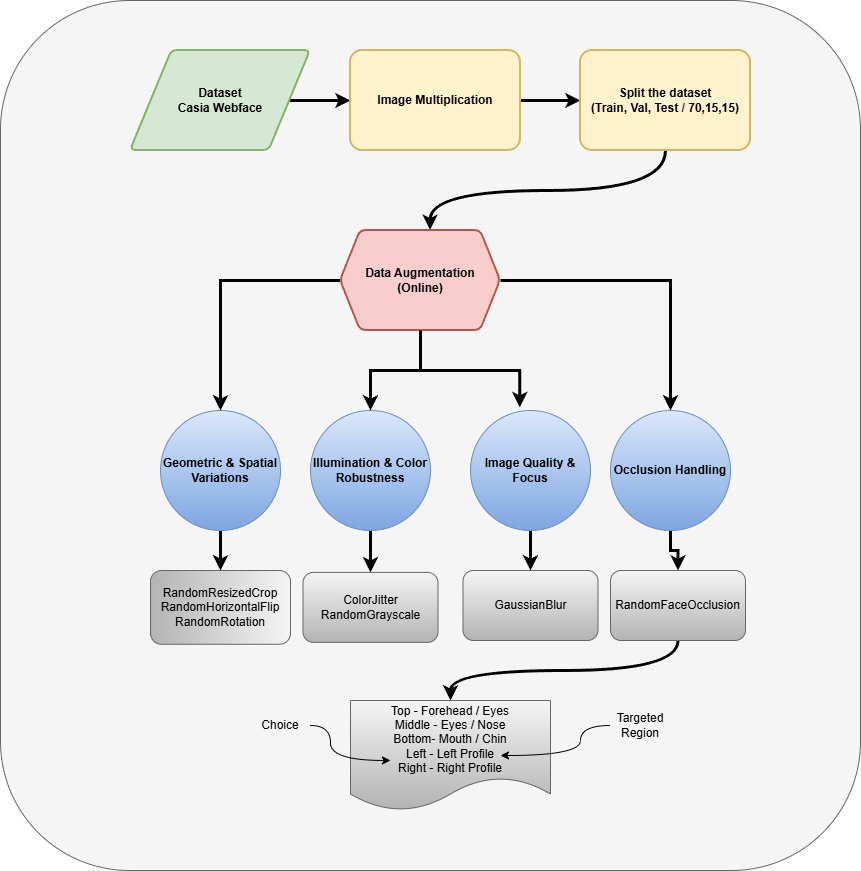 Dataset
Casia Webface
Image Multiplication
Split the dataset
(Train, Val, Test / 70,15,15)
Data Augmentation
(Online)
Geometric & Spatial
Variations
Illumination & Color
Robustness
Image Quality &
Focus
Occlusion Handling
RandomResizedCrop
RandomHorizontalFlip
RandomRotation
ColorJitter
RandomGrayscale
GaussianBlur
RandomFaceOcclusion
Top - Forehead / Eyes
Middle - Eyes / Nose
Bottom- Mouth / Chin
Left - Left Profile
Right - Right Profile
Choice
Targeted
Region